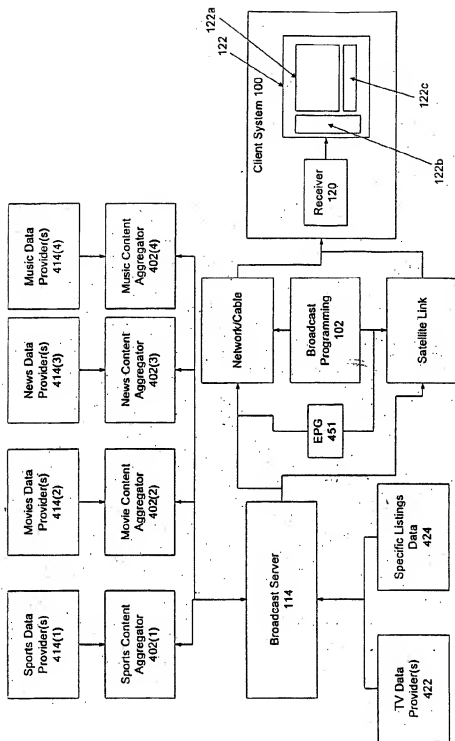 Sports Data
Provider(s)
414(1)
Movies Data
Provider(s)
414(2)
News Data
Provider(s)
414(3)
Music Data
Provider(s)
414(4)
Sports Content
Aggregator
402(1)
Movie Content
Aggregator
402(2)
News Content
Aggregator
402(3)
Music Content
Aggregator
402(4)
Broadcast Server
114
TV Data
Provider(s)
422
Specific Listings
Data
424
EPG
451
Network/Cable
Broadcast
Programming
102
Satellite Link
Client System 100
Receiver
120
122
122a
122b
122c